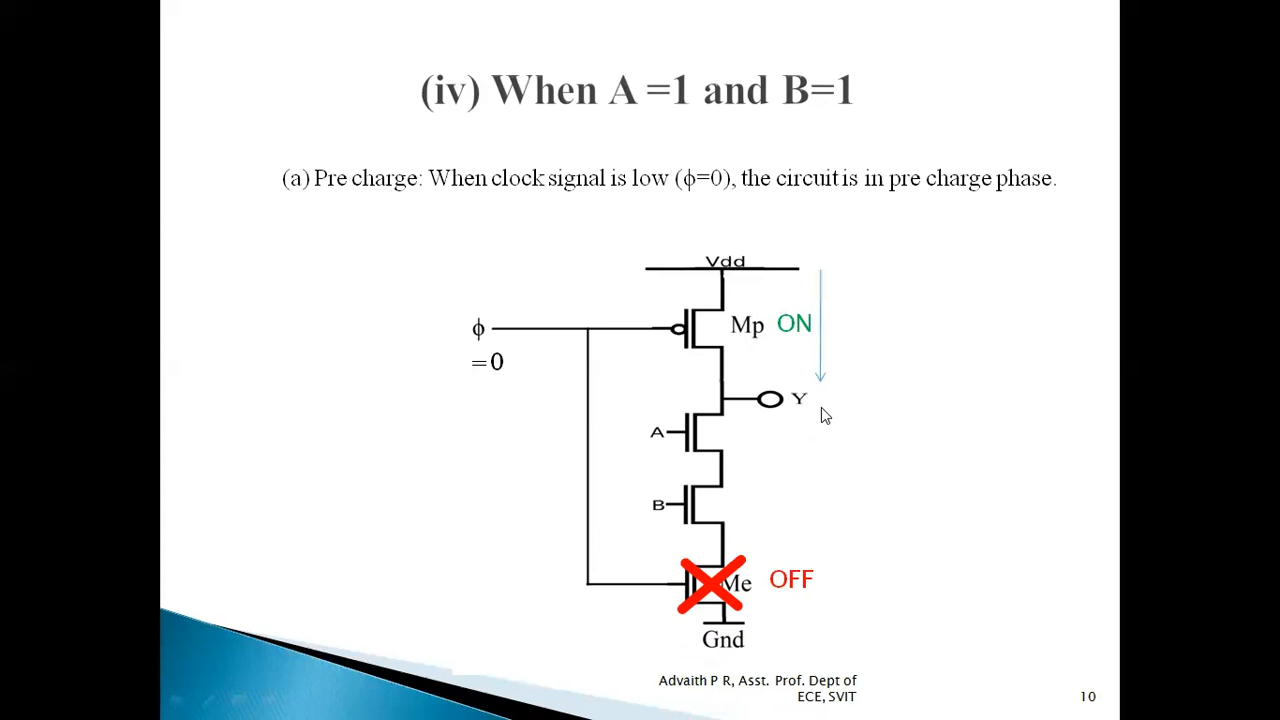 (iv) When A =1 and B=1
(a) Pre charge: When clock signal is low (ϕ=0), the circuit is in pre charge phase.
Vdd
ϕ
Mp ON
=0
Y
A
B
Me OFF
Gnd
Advaith P R, Asst. Prof. Dept of
ECE, SVIT
10